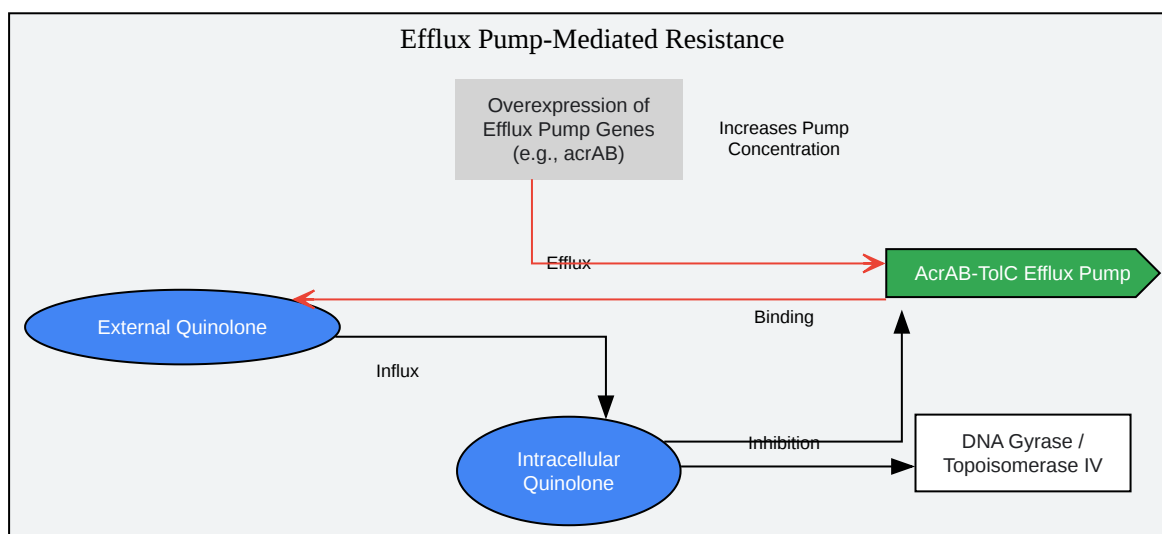 Efflux Pump-Mediated Resistance
Overexpression of
Efflux Pump Genes
(e.g., acrAB)
Increases Pump
Concentration
Efflux
AcrAB-TolC Efflux Pump
External Quinolone
Binding
Influx
Inhibition
Intracellular
Quinolone
DNA Gyrase /
Topoisomerase IV